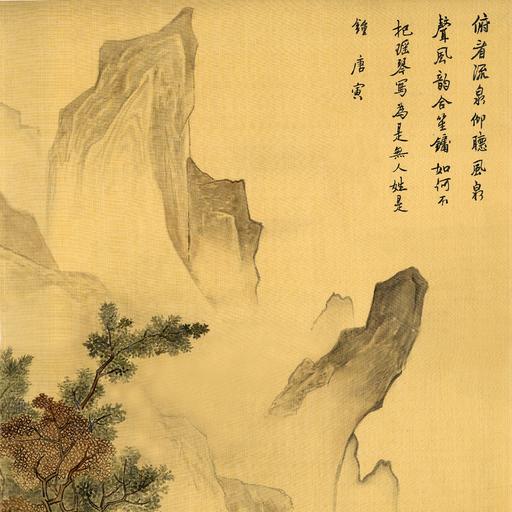 俯看流泉仰聽風泉
聲風韵合笙鏞如何不
把瑶琴寫為是無人姓是
鍾 唐寅